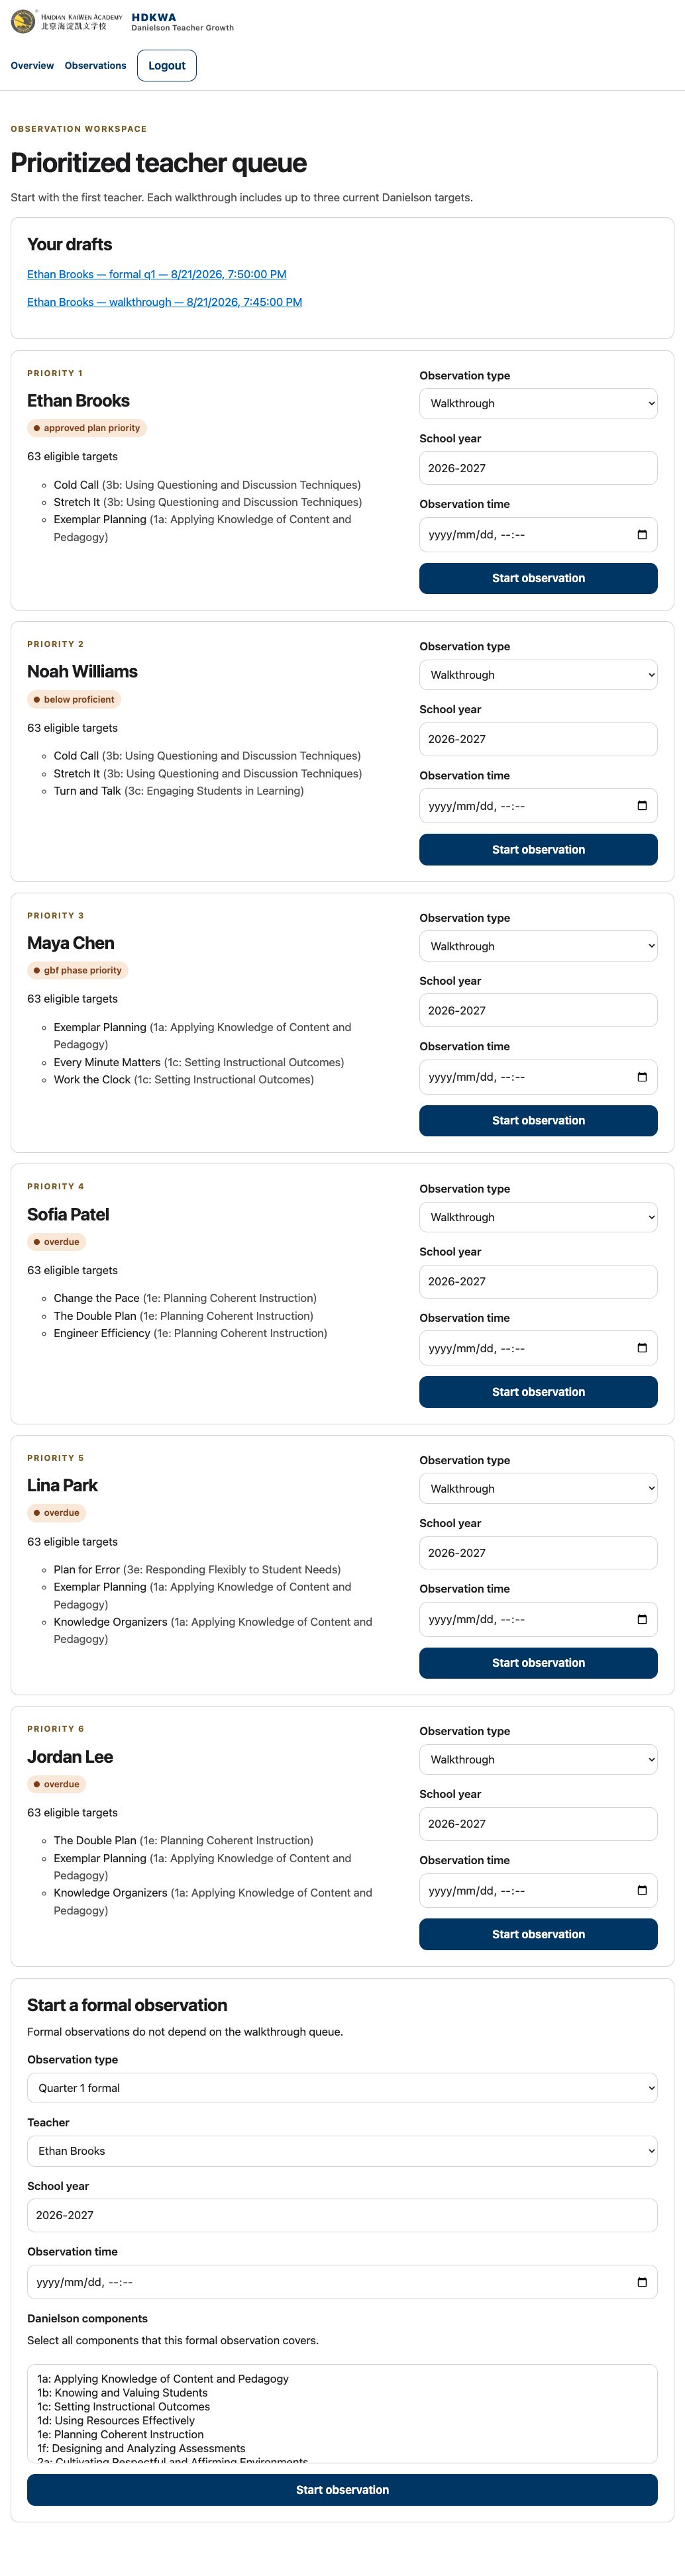 HAIDIAN KAIWEN ACADEMY
北京海淀凯文学校
HDKWA
Danielson Teacher Growth
Overview
Observations
Logout
OBSERVATION WORKSPACE
Prioritized teacher queue
Start with the first teacher. Each walkthrough includes up to three current Danielson targets.
Your drafts
Ethan Brooks — formal q1 — 8/21/2026, 7:50:00 PM
Ethan Brooks — walkthrough — 8/21/2026, 7:45:00 PM
PRIORITY 1
Ethan Brooks
approved plan priority
63 eligible targets
Cold Call (3b: Using Questioning and Discussion Techniques)
Stretch It (3b: Using Questioning and Discussion Techniques)
Exemplar Planning (1a: Applying Knowledge of Content and
Pedagogy)
Observation type
Walkthrough
School year
2026-2027
Observation time
yyyy/mm/dd, --:--
Start observation
PRIORITY 2
Noah Williams
below proficient
63 eligible targets
Cold Call (3b: Using Questioning and Discussion Techniques)
Stretch It (3b: Using Questioning and Discussion Techniques)
Turn and Talk (3c: Engaging Students in Learning)
Observation type
Walkthrough
School year
2026-2027
Observation time
yyyy/mm/dd, --:--
Start observation
PRIORITY 3
Maya Chen
gbf phase priority
63 eligible targets
Exemplar Planning (1a: Applying Knowledge of Content and
Pedagogy)
Every Minute Matters (1c: Setting Instructional Outcomes)
Work the Clock (1c: Setting Instructional Outcomes)
Observation type
Walkthrough
School year
2026-2027
Observation time
yyyy/mm/dd, --:--
Start observation
PRIORITY 4
Sofia Patel
overdue
63 eligible targets
Change the Pace (1e: Planning Coherent Instruction)
The Double Plan (1e: Planning Coherent Instruction)
Engineer Efficiency (1e: Planning Coherent Instruction)
Observation type
Walkthrough
School year
2026-2027
Observation time
yyyy/mm/dd, --:--
Start observation
PRIORITY 5
Lina Park
overdue
63 eligible targets
Plan for Error (3e: Responding Flexibly to Student Needs)
Exemplar Planning (1a: Applying Knowledge of Content and
Pedagogy)
Knowledge Organizers (1a: Applying Knowledge of Content and
Pedagogy)
Observation type
Walkthrough
School year
2026-2027
Observation time
yyyy/mm/dd, --:--
Start observation
PRIORITY 6
Jordan Lee
overdue
63 eligible targets
The Double Plan (1e: Planning Coherent Instruction)
Exemplar Planning (1a: Applying Knowledge of Content and
Pedagogy)
Knowledge Organizers (1a: Applying Knowledge of Content and
Pedagogy)
Observation type
Walkthrough
School year
2026-2027
Observation time
yyyy/mm/dd, --:--
Start observation
Start a formal observation
Formal observations do not depend on the walkthrough queue.
Observation type
Quarter 1 formal
Teacher
Ethan Brooks
School year
2026-2027
Observation time
yyyy/mm/dd, --:--
Danielson components
Select all components that this formal observation covers.
1a: Applying Knowledge of Content and Pedagogy
1b: Knowing and Valuing Students
1c: Setting Instructional Outcomes
1d: Using Resources Effectively
1e: Planning Coherent Instruction
1f: Designing and Analyzing Assessments
2a: Cultivating Respectful and Affirming Environments
Start observation